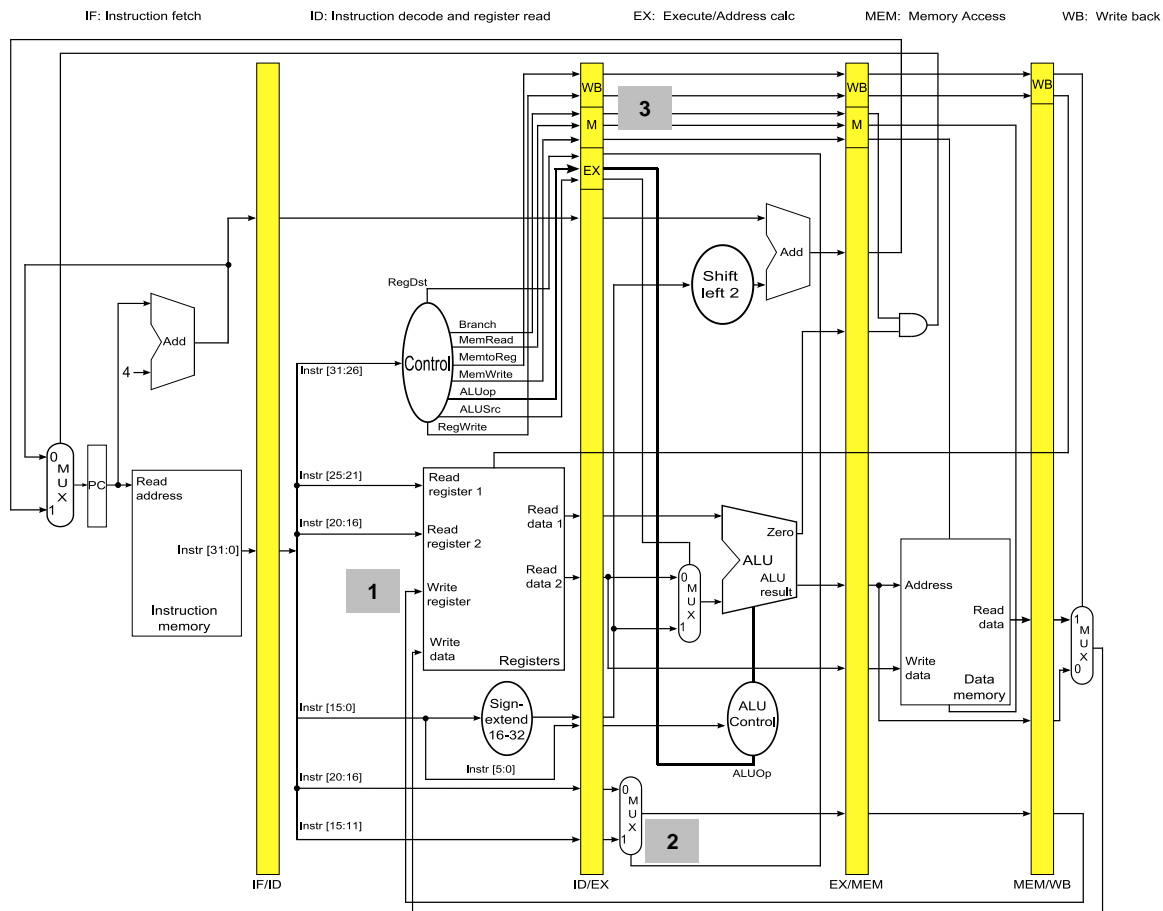 IF: Instruction fetch
ID: Instruction decode and register read
EX: Execute/Address calc
MEM: Memory Access
WB: Write back
WB
3
WB
WB
M
M
EX
Add
Shift
left 2
RegDst
Branch
MemRead
MemtoReg
MemWrite
ALUop
ALUSrc
RegWrite
Control
Instr [31:26]
Add
4
0
M
U
X
1
PC
Read
address
Instr [31:0]
Instruction
memory
Instr [25:21]
Read
register 1
Read
data 1
Instr [20:16]
Read
register 2
Read
data 2
1
Write
register
Write
data
Registers
0
M
U
X
1
Zero
ALU
ALU
result
Address
Read
data
Write
data
Data
memory
1
M
U
X
0
Instr [15:0]
Sign-
extend
16-32
Instr [5:0]
ALU
Control
ALUOp
Instr [20:16]
0
M
U
X
1
2
Instr [15:11]
IF/ID
ID/EX
EX/MEM
MEM/WB